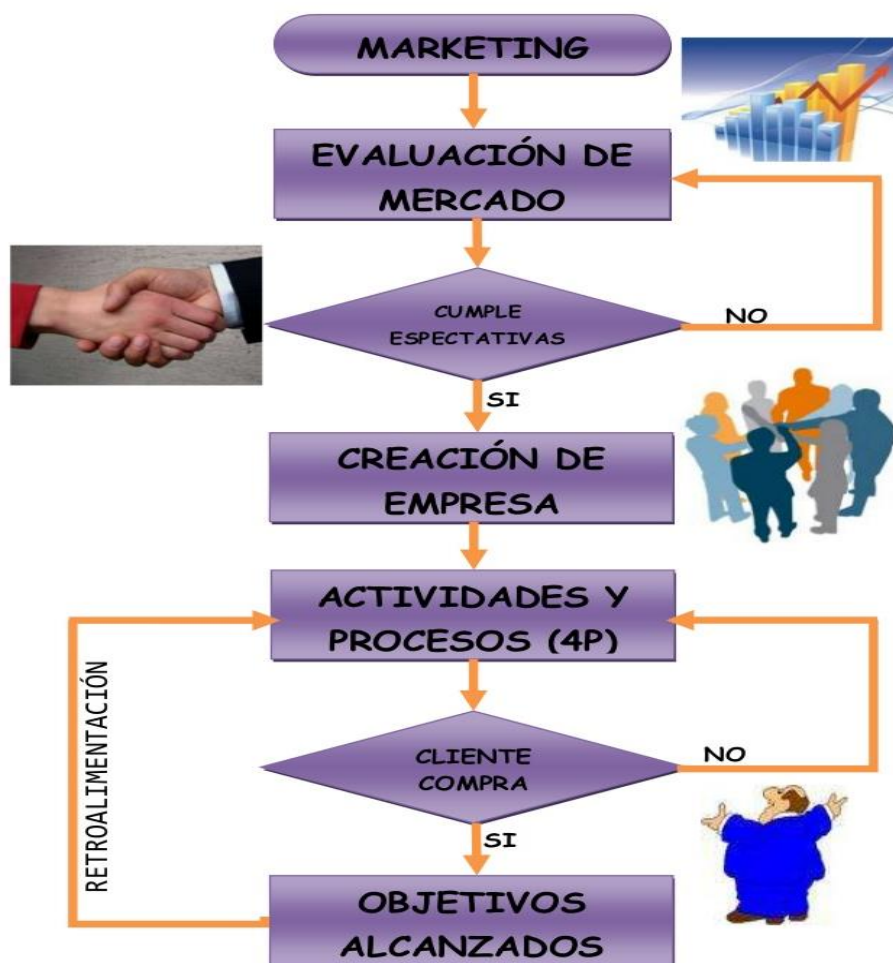 MARKETING
EVALUACIÓN DE
MERCADO
CUMPLE
ESPECTATIVAS
NO
SI
CREACIÓN DE
EMPRESA
ACTIVIDADES Y
PROCESOS (4P)
RETROALIMENTACIÓN
CLIENTE
COMPRA
NO
SI
OBJETIVOS
ALCANZADOS